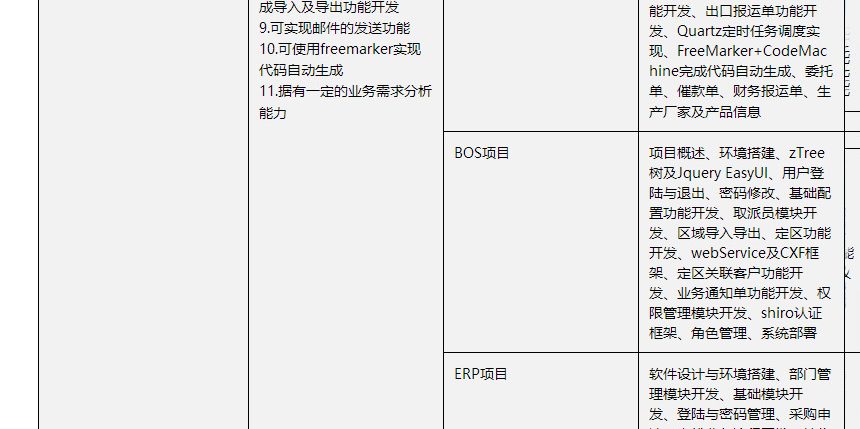 成导入及导出功能开发
9.可实现邮件的发送功能
10.可使用freemarker实现
代码自动生成
11.据有一定的业务需求分析
能力
能开发、出口报运单功能开
发、Quartz定时任务调度实
现、FreeMarker+CodeMac
hine完成代码自动生成、委托
单、催款单、财务报运单、生
产厂家及产品信息
BOS项目
项目概述、环境搭建、zTree
树及Jquery EasyUI、用户登
陆与退出、密码修改、基础配
置功能开发、取派员模块开
发、区域导入导出、定区功能
开发、webService及CXF框
架、定区关联客户功能开
发、业务通知单功能开发、权
限管理模块开发、shiro认证
框架、角色管理、系统部署
ERP项目
软件设计与环境搭建、部门管
理模块开发、基础模块开
发、登陆与密码管理、采购申